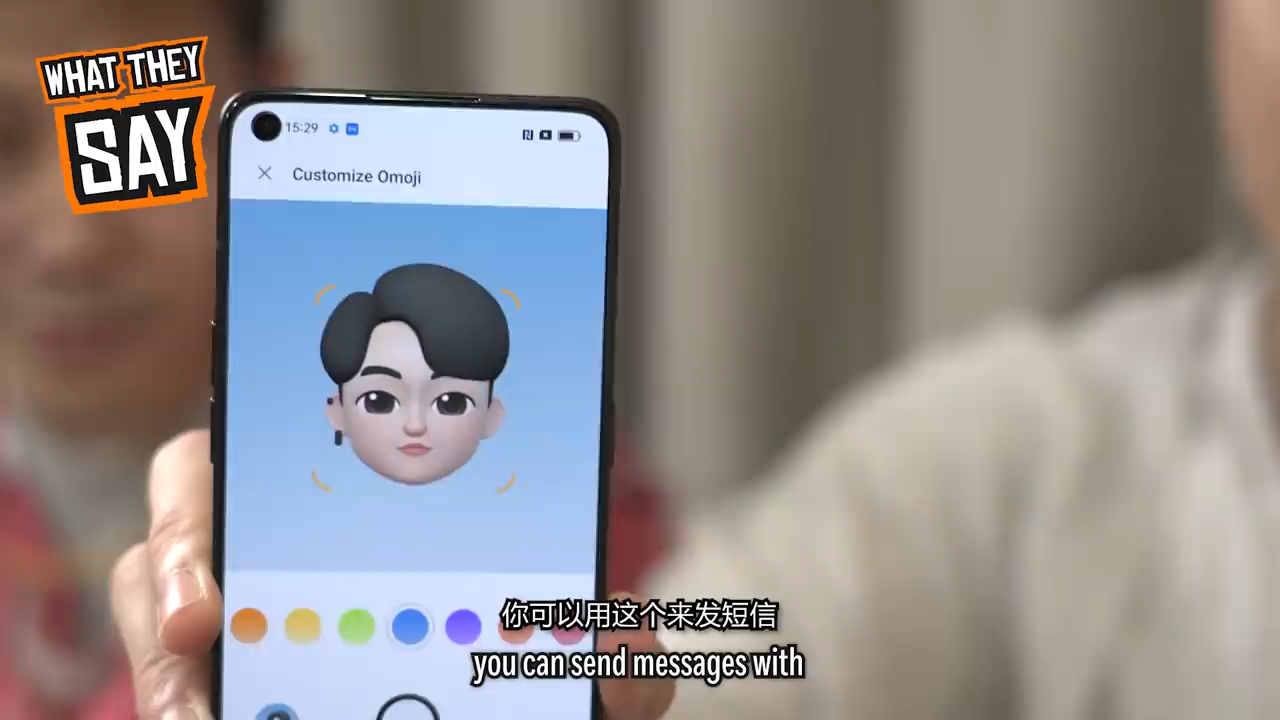 WHAT THEY
SAY
15:29
Customize Omoji
你可以用这个来发短信
you can send messages with